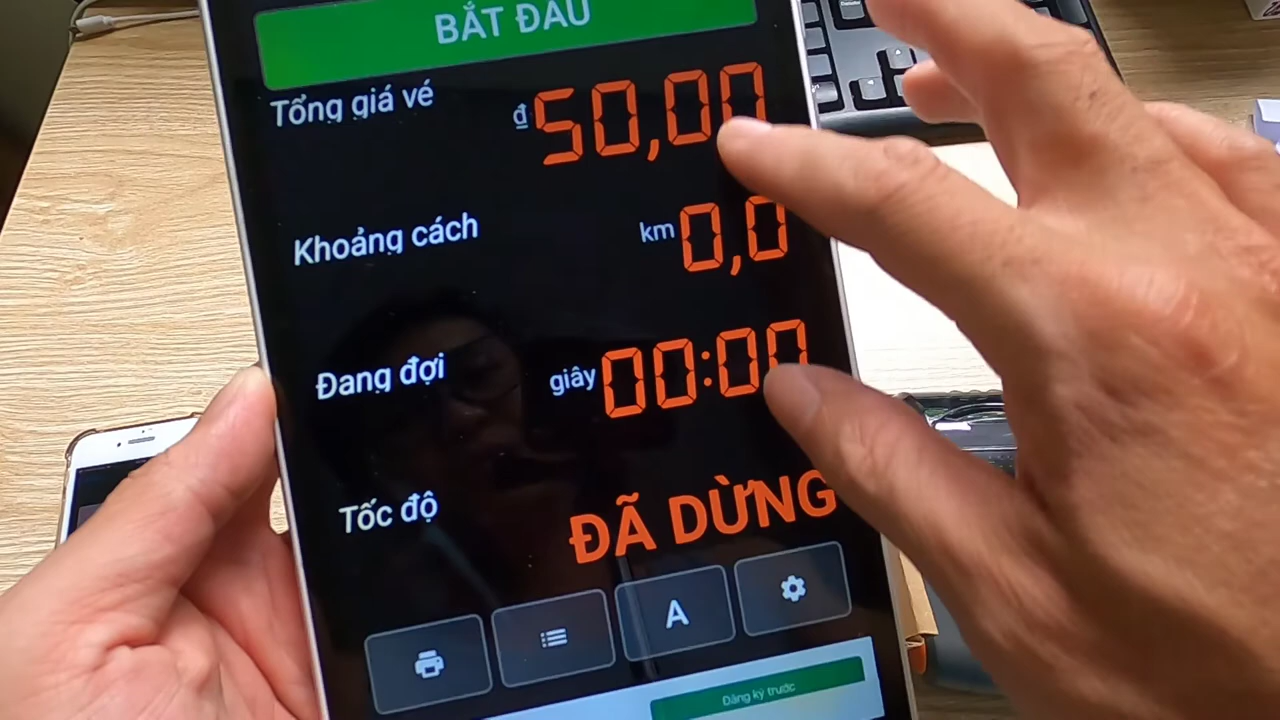 BẮT ĐẦU
Tổng giá vé ₫ 50,00
Khoảng cách km 0,0
Đang đợi giây 00:00
Tốc độ ĐÃ DỪNG
A
Đăng ký trước